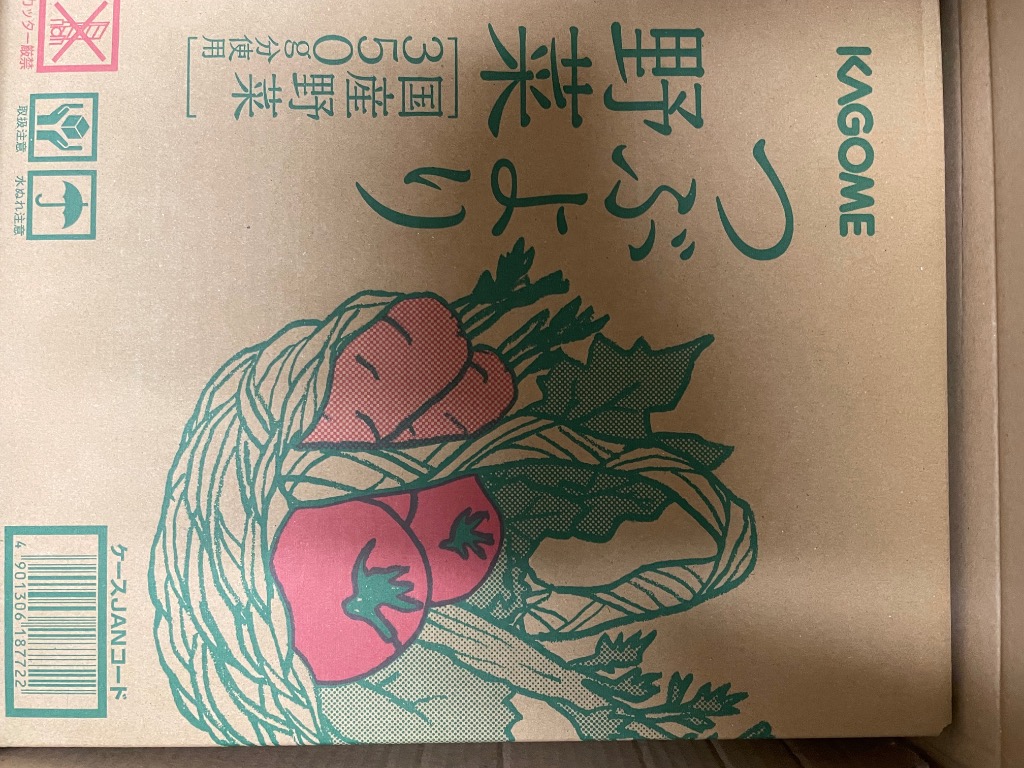 KAGOME
つぶ
野菜より
国産野菜
350g分使用
カッター厳禁
取扱注意
水ぬれ注意
ケースJANコード
4 901306 187722